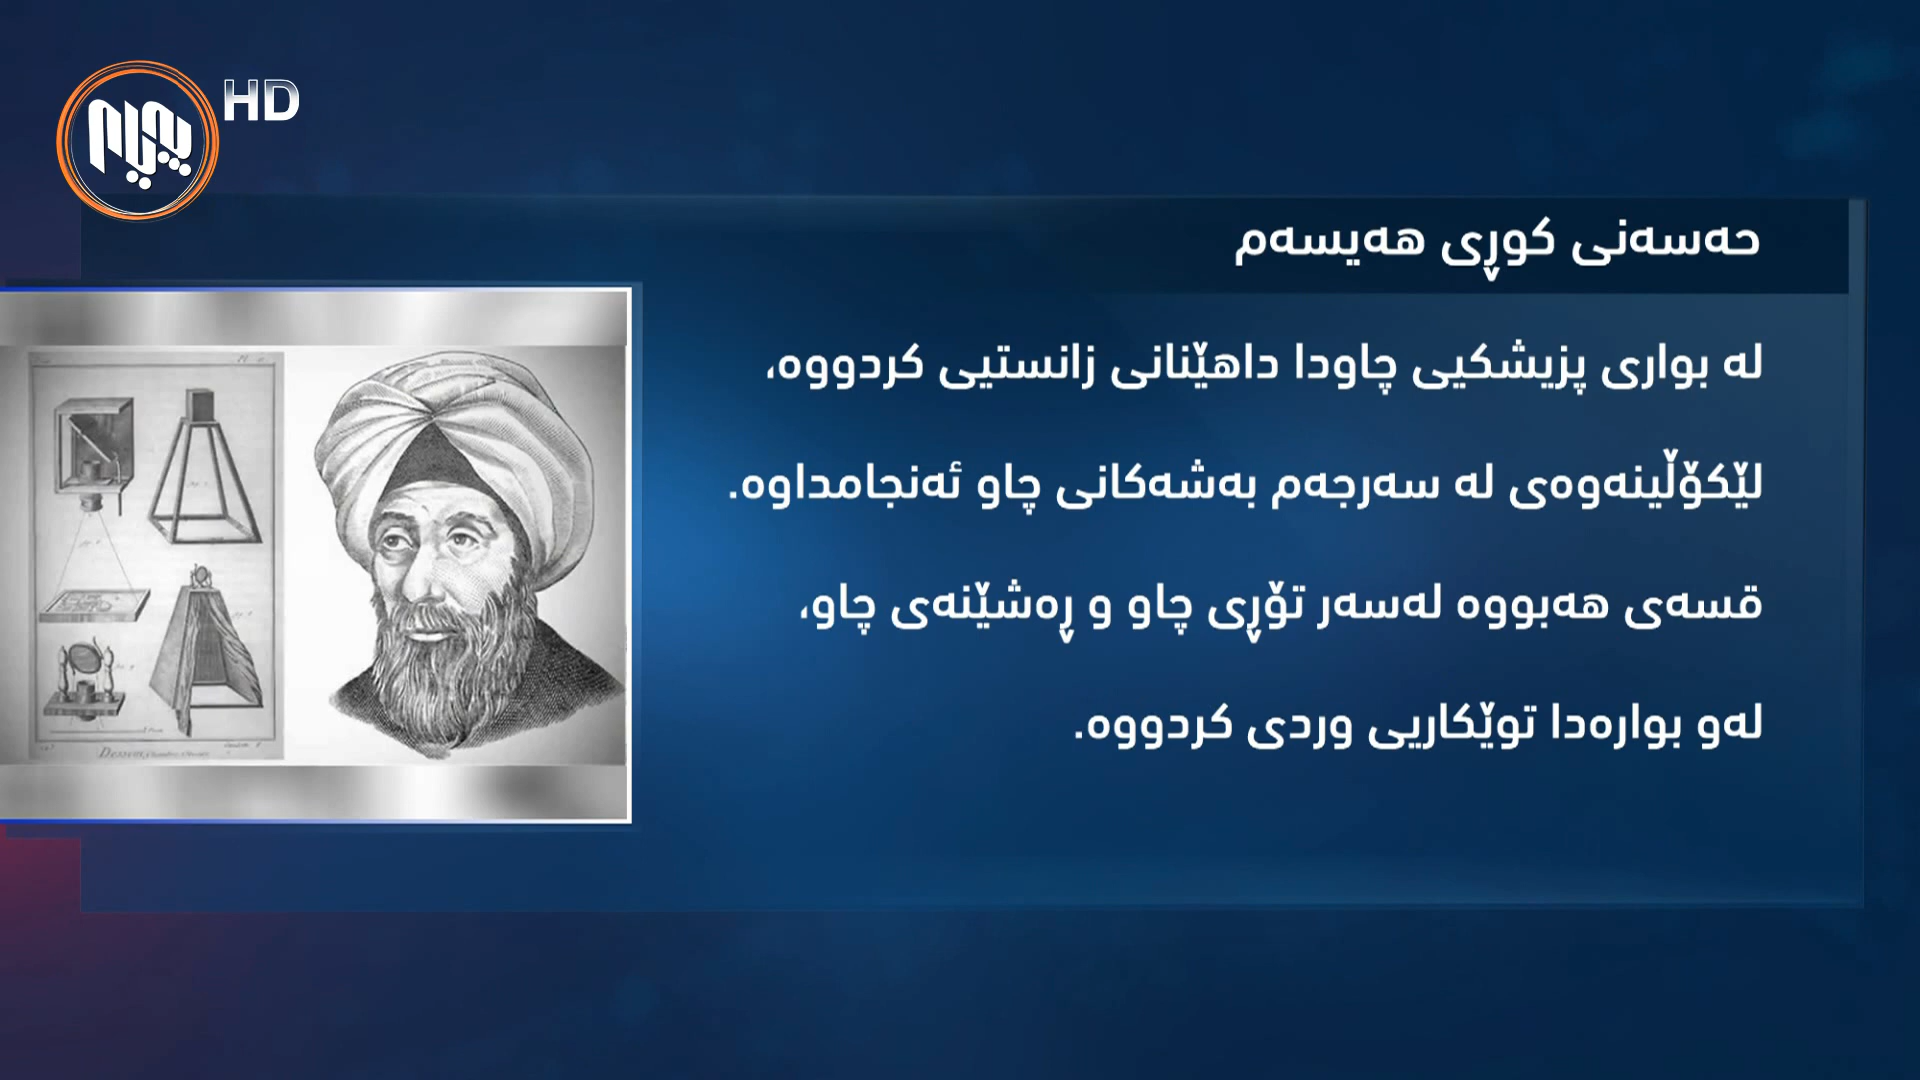 پەیام
HD
حەسەنی کوڕی هەیسەم
لە بواری پزیشکیی چاودا داهێنانی زانستیی کردووە،
لێکۆڵینەوەی لە سەرجەم بەشەکانی چاو ئەنجامداوە.
قسەی هەبووە لەسەر تۆڕی چاو و ڕەشێنەی چاو،
لەو بوارەدا توێکاریی وردی کردووە.